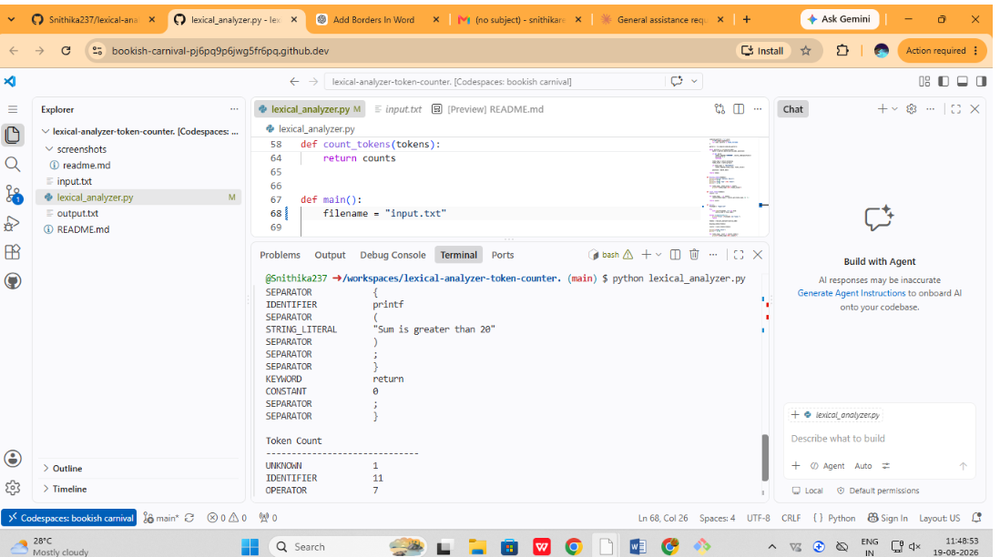 Snithika237/lexical-ana
lexical_analyzer.py - lex
Add Borders In Word
(no subject) - snithikare
General assistance requ
Ask Gemini
bookish-carnival-pj6pq9p6jwg5fr6pq.github.dev
Install
Action required
lexical-analyzer-token-counter. [Codespaces: bookish carnival]
Explorer
lexical-analyzer-token-counter. [Codespaces: ...
screenshots
readme.md
input.txt
lexical_analyzer.py M
output.txt
README.md
Outline
Timeline
lexical_analyzer.py M
input.txt
[Preview] README.md
lexical_analyzer.py
58 def count_tokens(tokens):
64 return counts
65
66
67 def main():
68 filename = "input.txt"
69
Problems Output Debug Console Terminal Ports
bash
@Snithika237 ➜/workspaces/lexical-analyzer-token-counter. (main) $ python lexical_analyzer.py
SEPARATOR {
IDENTIFIER printf
SEPARATOR (
STRING_LITERAL "Sum is greater than 20"
SEPARATOR )
SEPARATOR ;
SEPARATOR }
KEYWORD return
CONSTANT 0
SEPARATOR ;
SEPARATOR }
Token Count
------------------------------
UNKNOWN 1
IDENTIFIER 11
OPERATOR 7
Chat
Build with Agent
AI responses may be inaccurate
Generate Agent Instructions to onboard AI
onto your codebase.
lexical_analyzer.py
Describe what to build
Agent Auto
Local Default permissions
Codespaces: bookish carnival
main*
0 0
0
Ln 68, Col 26 Spaces: 4 UTF-8 CRLF {} Python Sign In Layout: US
28°C
Mostly cloudy
Search
ENG
IN
11:48:53
19-08-2026